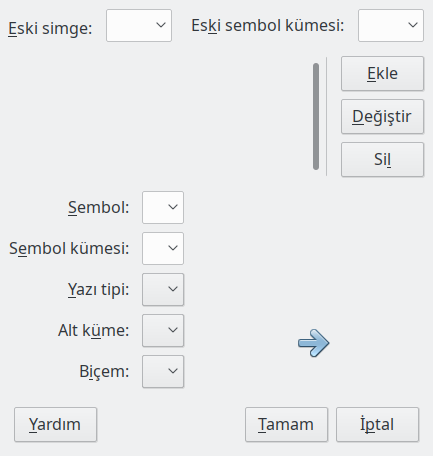 Eski simge: Eski sembol kümesi:
Ekle
Değiştir
Sil
Sembol:
Sembol kümesi:
Yazı tipi:
Alt küme:
Biçem:
Yardım Tamam İptal